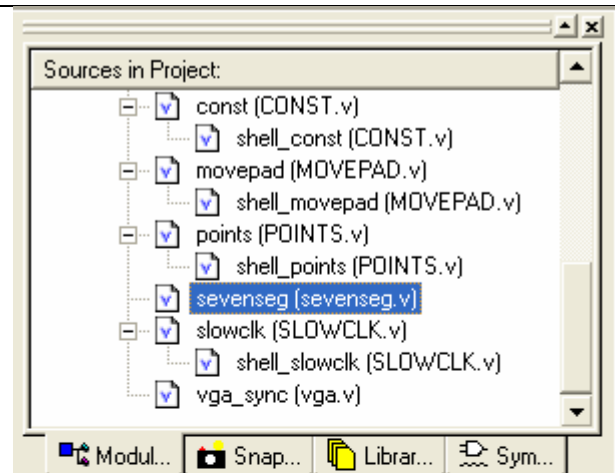 Sources in Project:
const (CONST.v)
shell_const (CONST.v)
movepad (MOVEPAD.v)
shell_movepad (MOVEPAD.v)
points (POINTS.v)
shell_points (POINTS.v)
sevenseg (sevenseg.v)
slowclk (SLOWCLK.v)
shell_slowclk (SLOWCLK.v)
vga_sync (vga.v)
Modul... Snap... Librar... Sym...